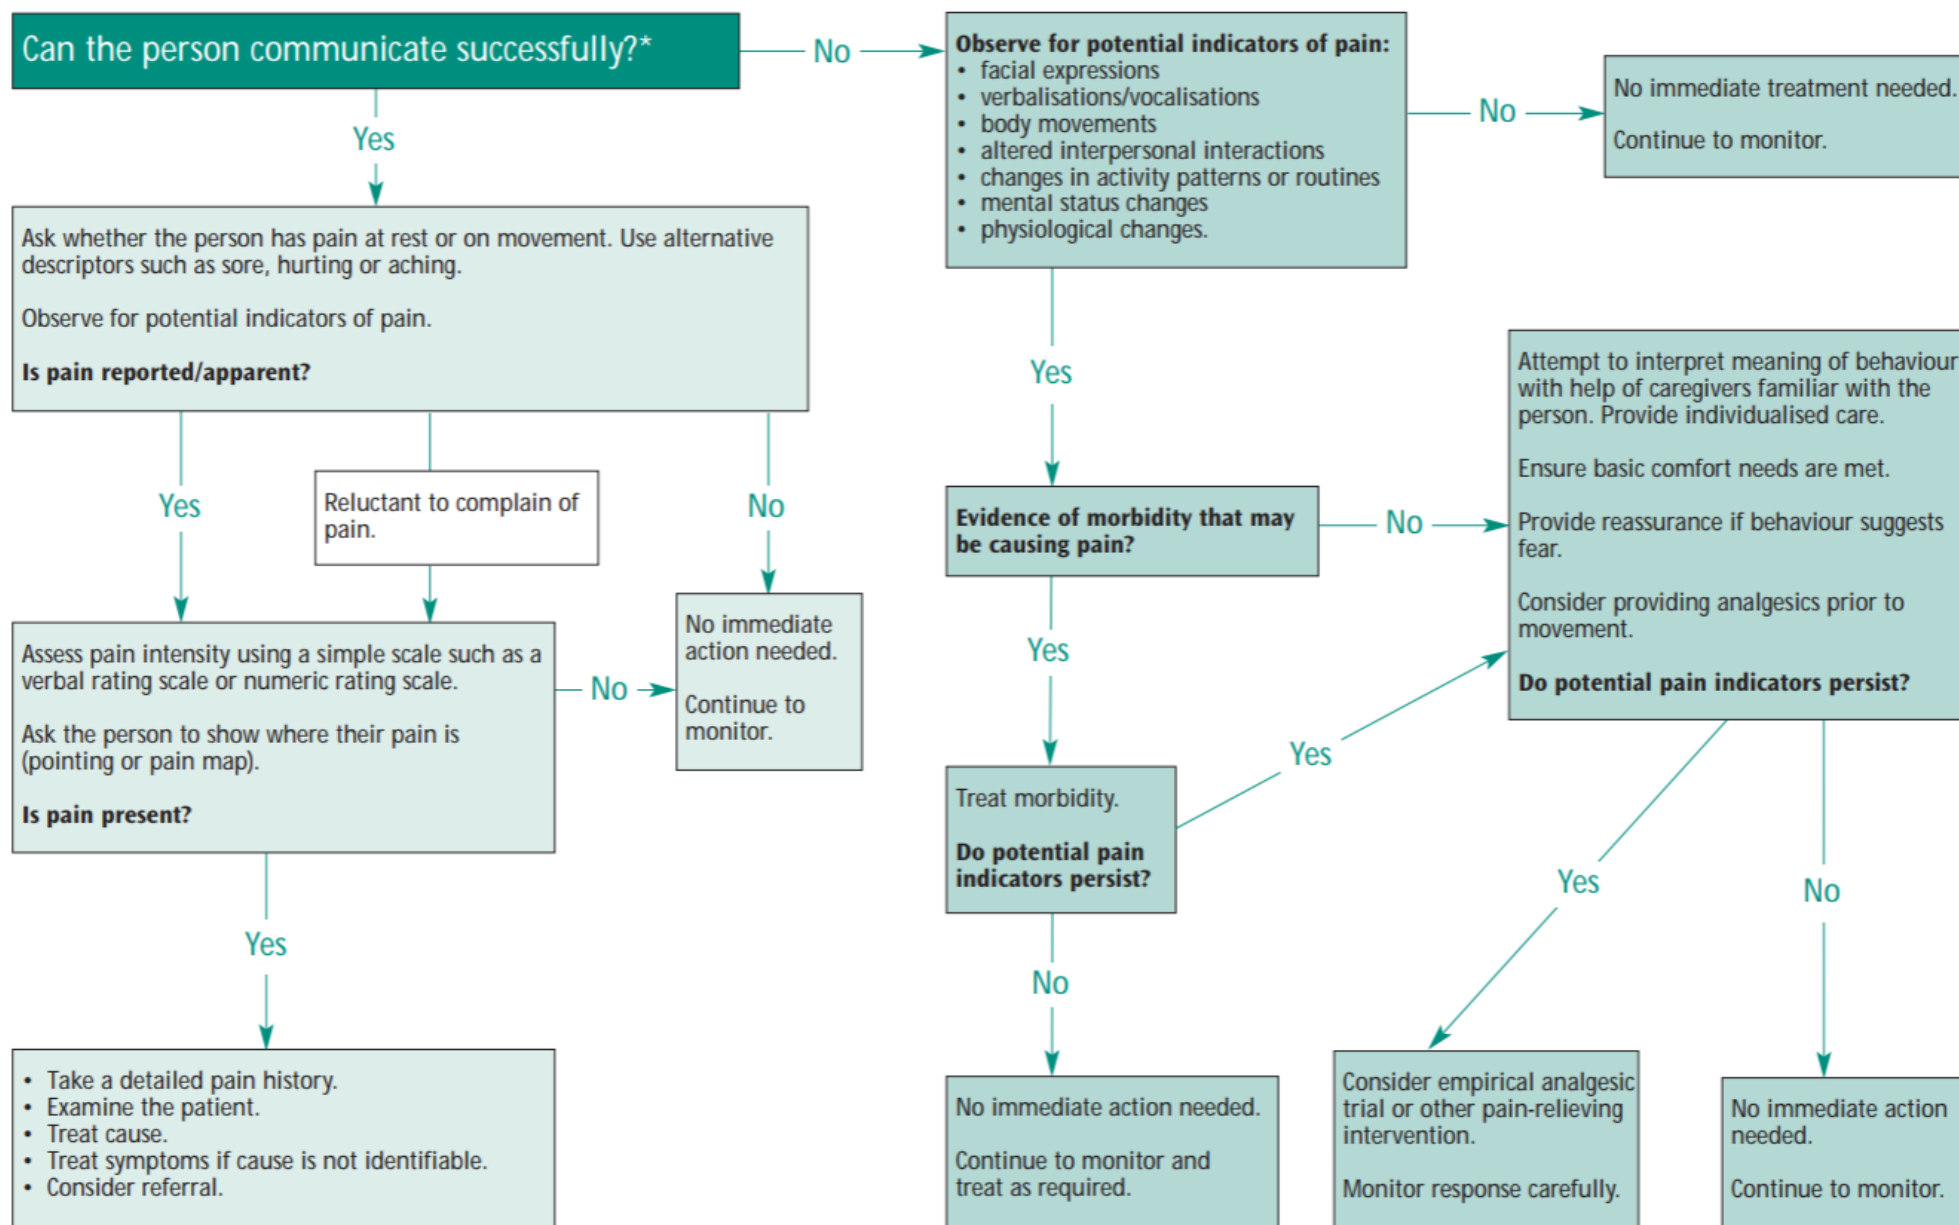 Can the person communicate successfully?*
Yes
Ask whether the person has pain at rest or on movement. Use alternative
descriptors such as sore, hurting or aching.
Observe for potential indicators of pain.
Is pain reported/apparent?
Yes
Reluctant to complain of
pain.
No
Assess pain intensity using a simple scale such as a
verbal rating scale or numeric rating scale.
Ask the person to show where their pain is
(pointing or pain map).
Is pain present?
No
No immediate
action needed.
Continue to
monitor.
Yes
• Take a detailed pain history.
• Examine the patient.
• Treat cause.
• Treat symptoms if cause is not identifiable.
• Consider referral.
No
Observe for potential indicators of pain:
• facial expressions
• verbalisations/vocalisations
• body movements
• altered interpersonal interactions
• changes in activity patterns or routines
• mental status changes
• physiological changes.
No
No immediate treatment needed.
Continue to monitor.
Yes
Evidence of morbidity that may
be causing pain?
No
Attempt to interpret meaning of behaviour
with help of caregivers familiar with the
person. Provide individualised care.
Ensure basic comfort needs are met.
Provide reassurance if behaviour suggests
fear.
Consider providing analgesics prior to
movement.
Do potential pain indicators persist?
Yes
Treat morbidity.
Do potential pain
indicators persist?
Yes
No
No immediate action needed.
Continue to monitor and
treat as required.
Yes
Consider empirical analgesic
trial or other pain-relieving
intervention.
Monitor response carefully.
No
No immediate action
needed.
Continue to monitor.